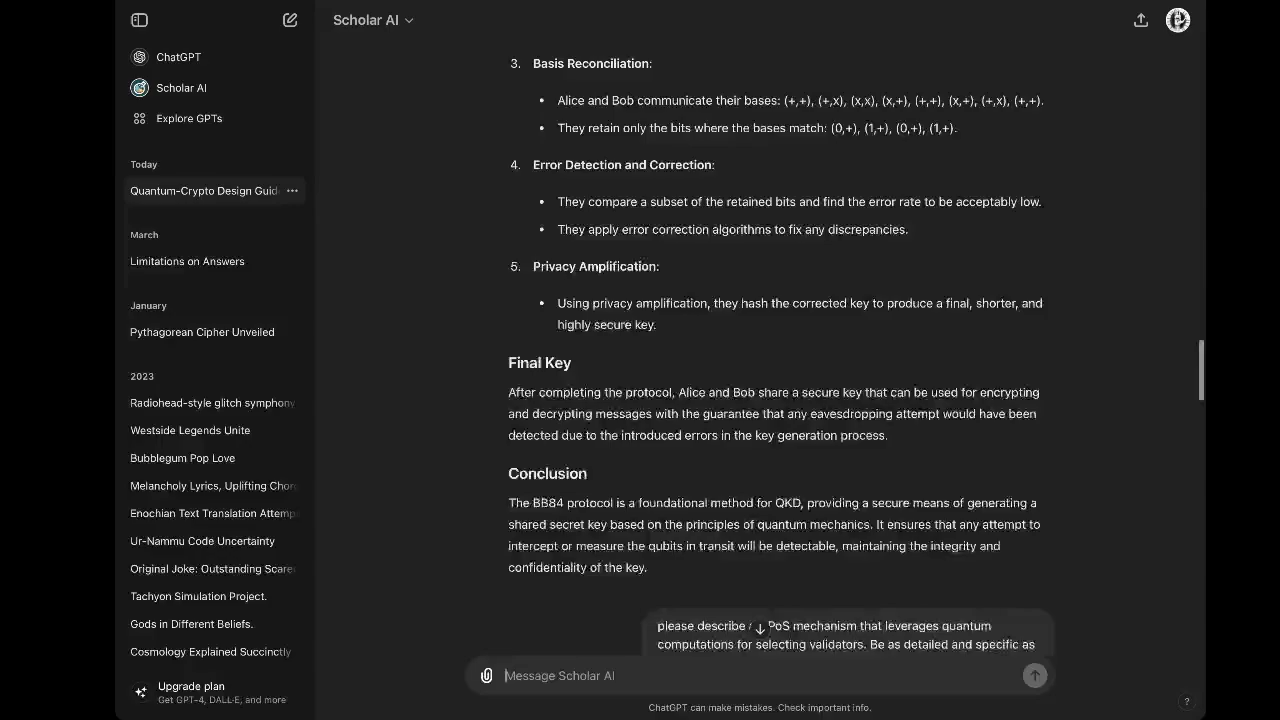 ChatGPT
Scholar AI
Explore GPTs
Today
Quantum-Crypto Design Guid
March
Limitations on Answers
January
Pythagorean Cipher Unveiled
2023
Radiohead-style glitch symphony
Westside Legends Unite
Bubblegum Pop Love
Melancholy Lyrics, Uplifting Chor
Enochian Text Translation Attemp
Ur-Nammu Code Uncertainty
Original Joke: Outstanding Scare
Tachyon Simulation Project.
Gods in Different Beliefs.
Cosmology Explained Succinctly
Upgrade plan
Get GPT-4, DALL·E, and more
Scholar AI
3. Basis Reconciliation:
• Alice and Bob communicate their bases: (+,+), (+,x), (x,x), (x,+), (+,+), (x,+), (+,x), (+,+).
• They retain only the bits where the bases match: (0,+), (1,+), (0,+), (1,+).
4. Error Detection and Correction:
• They compare a subset of the retained bits and find the error rate to be acceptably low.
• They apply error correction algorithms to fix any discrepancies.
5. Privacy Amplification:
• Using privacy amplification, they hash the corrected key to produce a final, shorter, and
highly secure key.
Final Key
After completing the protocol, Alice and Bob share a secure key that can be used for encrypting
and decrypting messages with the guarantee that any eavesdropping attempt would have been
detected due to the introduced errors in the key generation process.
Conclusion
The BB84 protocol is a foundational method for QKD, providing a secure means of generating a
shared secret key based on the principles of quantum mechanics. It ensures that any attempt to
intercept or measure the qubits in transit will be detectable, maintaining the integrity and
confidentiality of the key.
please describe PoS mechanism that leverages quantum
computations for selecting validators. Be as detailed and specific as
Message Scholar AI
ChatGPT can make mistakes. Check important info.
?